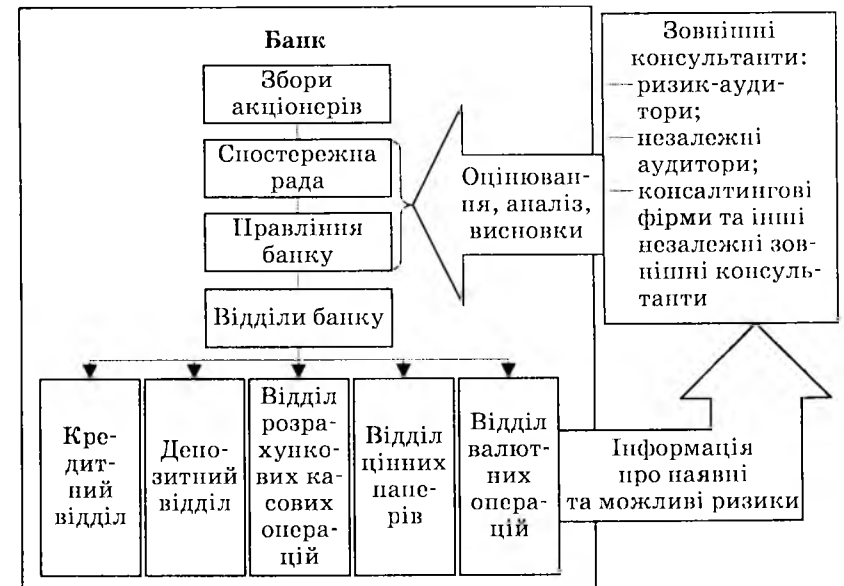 Банк
Збори
акціонерів
Спостережна
рада
Правління
банку
Відділи банку
Кре-
дит-
ний
відділ
Депо-
зитний
відділ
Відділ
розра-
хунко-
вих ка-
сових
опера-
цій
Відділ
цінних
папе-
рів
Відділ
валют-
них
опера-
цій
Оцінюван-
ня, аналіз,
висновки
Зовнішні
консультанти:
— ризик-ауди-
тори;
— незалежні
аудитори;
— консалтингові
фірми та інші
незалежні зов-
нішні консуль-
танти
Інформація
про наявні
та можливі ризики